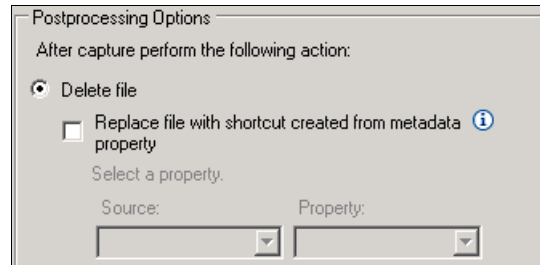 Postprocessing Options
After capture perform the following action:
Delete file
Replace file with shortcut created from metadata
property
Select a property.
Source: Property: